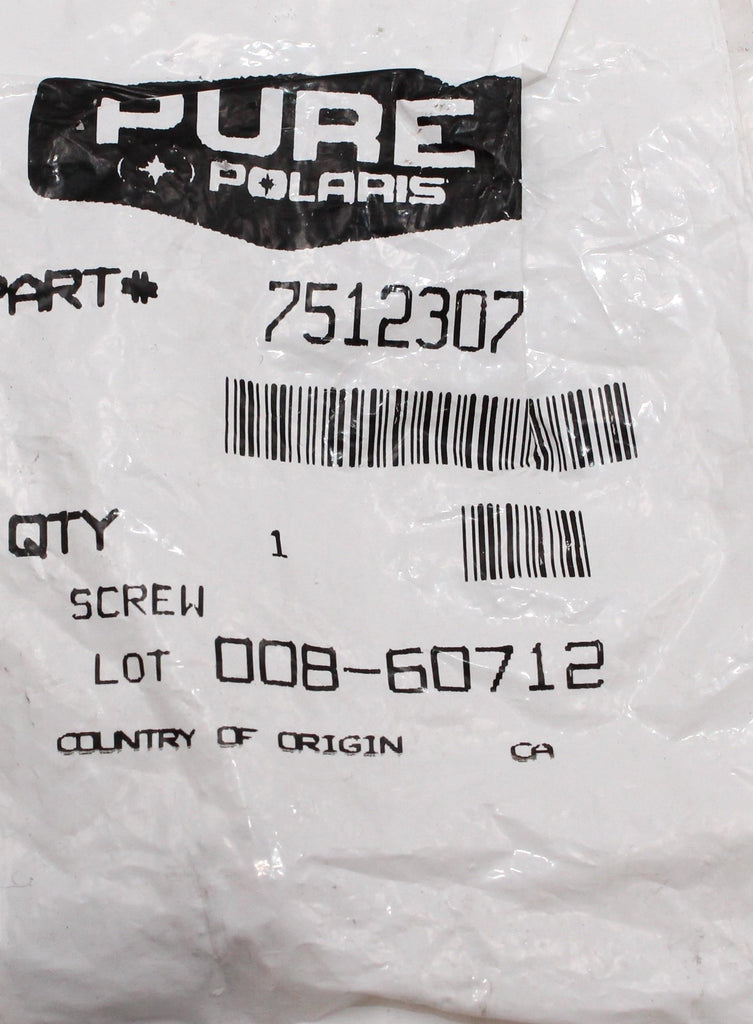 PURE
POLARIS
PART# 7512307
QTY 1
SCREW
LOT 008-60712
COUNTRY OF ORIGIN CA